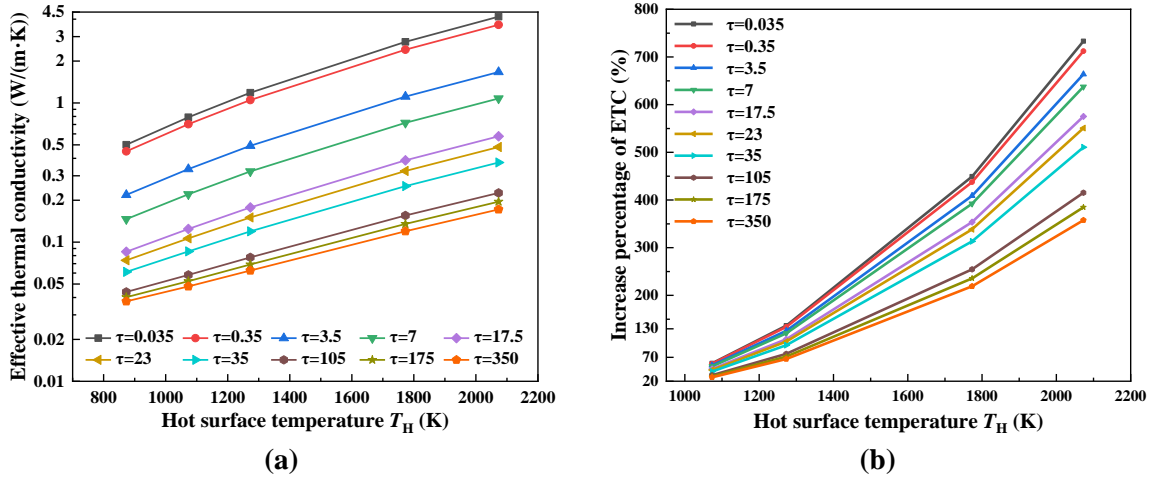 Effective thermal conductivity (W/(m·K))
4.5
3
2
1
0.5
0.3
0.2
0.1
0.05
0.02
0.01
τ=0.035
τ=0.35
τ=3.5
τ=7
τ=17.5
τ=23
τ=35
τ=105
τ=175
τ=350
800
1000
1200
1400
1600
1800
2000
2200
Hot surface temperature T_H (K)
(a)
Increase percentage of ETC (%)
800
700
600
500
400
300
200
130
70
20
τ=0.035
τ=0.35
τ=3.5
τ=7
τ=17.5
τ=23
τ=35
τ=105
τ=175
τ=350
1000
1200
1400
1600
1800
2000
2200
Hot surface temperature T_H (K)
(b)